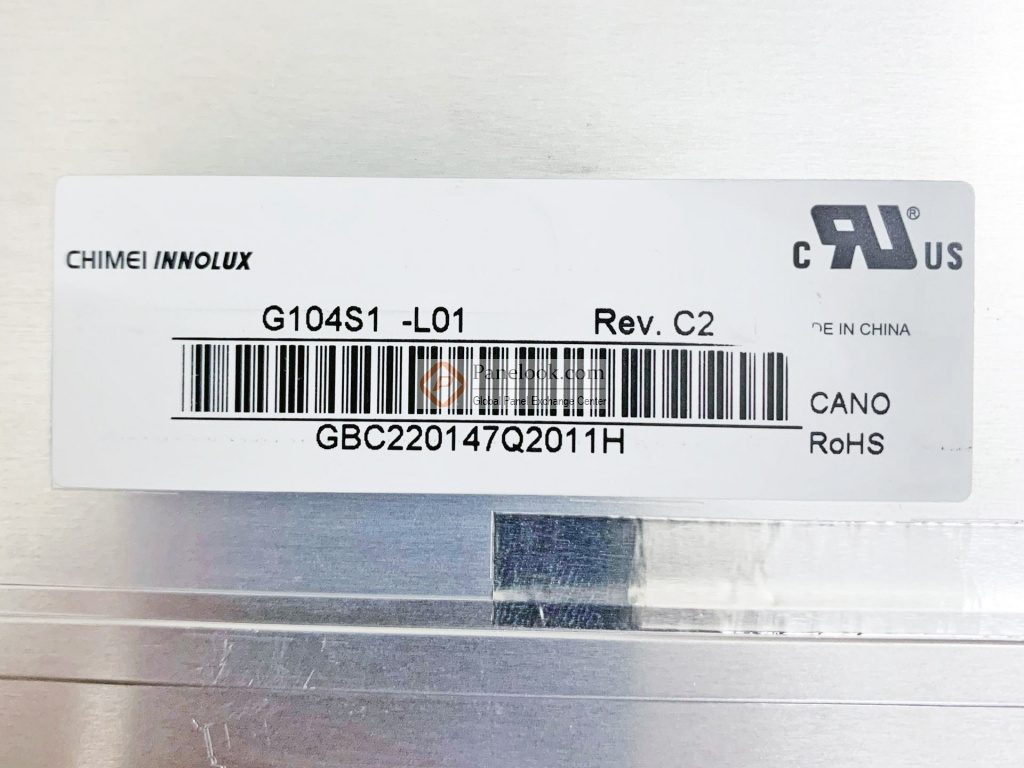 CHIMEI INNOLUX
C RU ® US
G104S1 -L01 Rev. C2
DE IN CHINA
Panelook.com
Global Panel Exchange Center
CANO
GBC220147Q2011H
RoHS